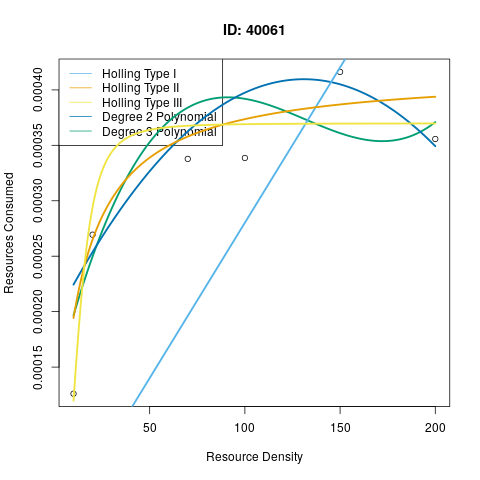 ID: 40061
Holling Type I
Holling Type II
Holling Type III
Degree 2 Polynomial
Degree 3 Polynomial
Resources Consumed
0.00040
0.00035
0.00030
0.00025
0.00020
0.00015
50 100 150 200
Resource Density